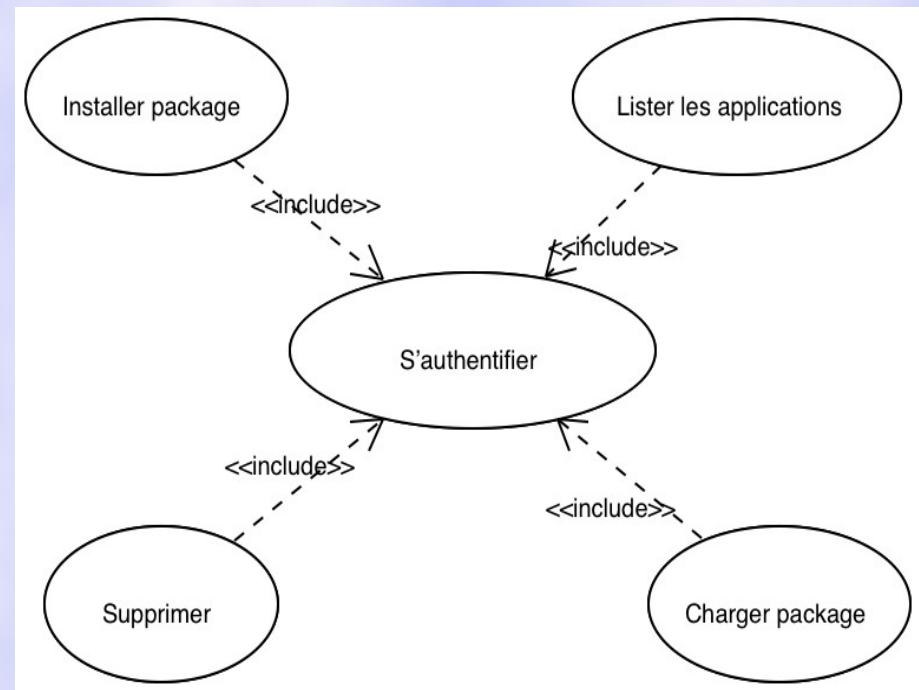 Installer package
Lister les applications
<<include>>
<<include>>
S'authentifier
<<include>>
<<include>>
Supprimer
Charger package